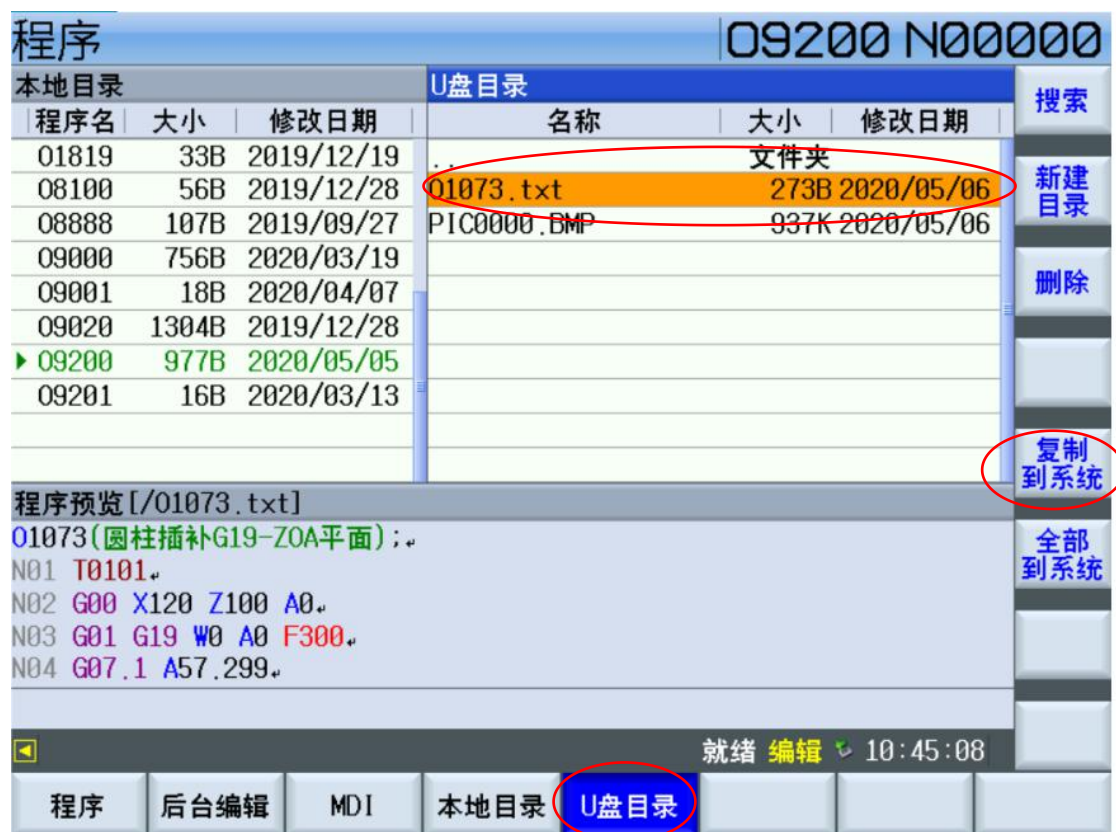 程序 O9200 N00000
本地目录 U盘目录
程序名 大小 修改日期 名称 大小 修改日期
O1819 33B 2019/12/19 .. 文件夹
O8100 56B 2019/12/28 O1073.txt 273B 2020/05/06
O8888 107B 2019/09/27 PIC0000.BMP 937K 2020/05/06
O9000 756B 2020/03/19
O9001 18B 2020/04/07
O9020 1304B 2019/12/28
O9200 977B 2020/05/05
O9201 16B 2020/03/13
程序预览[/O1073.txt]
O1073(圆柱插补G19-ZOA平面);
N01 T0101
N02 G00 X120 Z100 A0
N03 G01 G19 W0 A0 F300
N04 G07.1 A57.299
就绪 编辑 10:45:08
搜索
新建
目录
删除
复制
到系统
全部
到系统
程序 后台编辑 MDI 本地目录 U盘目录